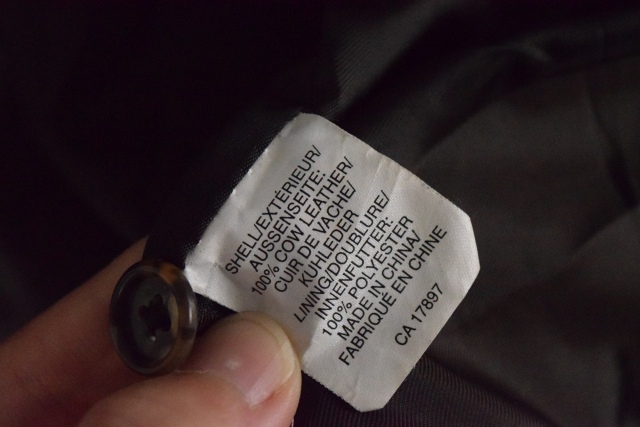 SHELL/EXTÉRIEUR/
AUSSENSEITE:
100% COW LEATHER/
CUIR DE VACHE/
KUHLEDER
LINING/DOUBLURE/
INNENFUTTER:
100% POLYESTER
MADE IN CHINA/
FABRIQUE EN CHINE
CA 17897